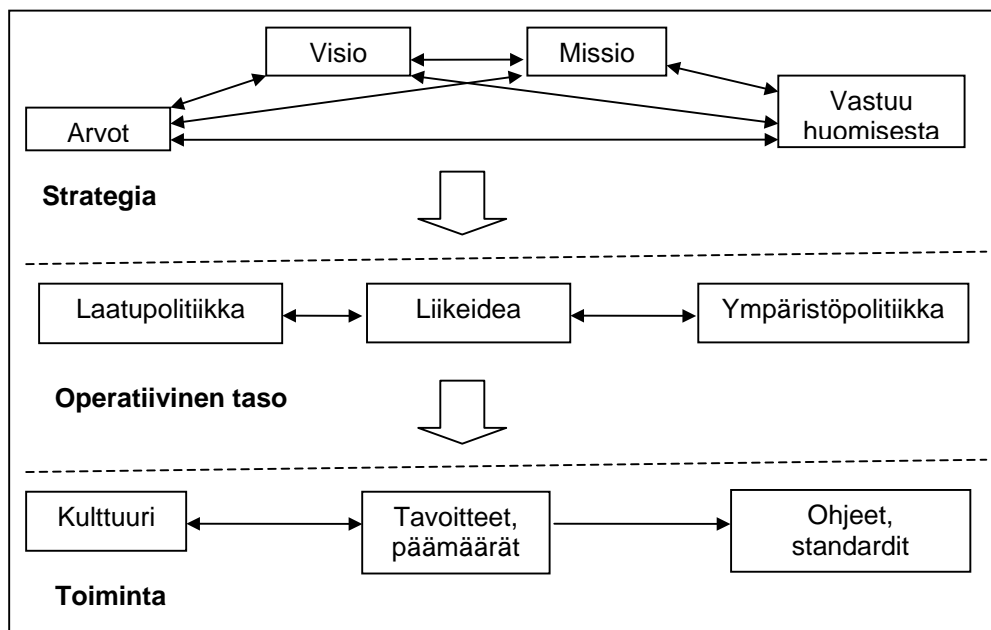 Visio
Missio
Arvot
Vastuu
huomisesta
Strategia
Laatupolitiikka
Liikeidea
Ympäristöpolitiikka
Operatiivinen taso
Kulttuuri
Tavoitteet,
päämäärät
Ohjeet,
standardit
Toiminta